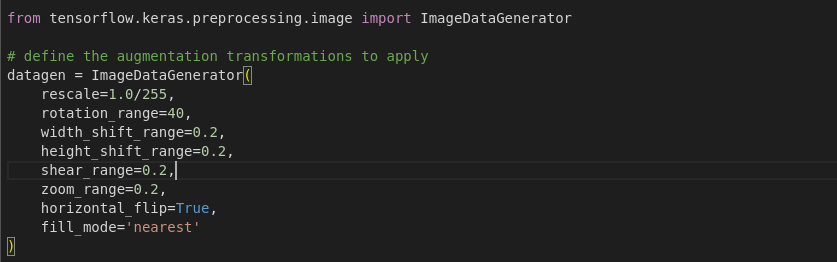 from tensorflow.keras.preprocessing.image import ImageDataGenerator
# define the augmentation transformations to apply
datagen = ImageDataGenerator(
    rescale=1.0/255,
    rotation_range=40,
    width_shift_range=0.2,
    height_shift_range=0.2,
    shear_range=0.2,
    zoom_range=0.2,
    horizontal_flip=True,
    fill_mode='nearest'
)